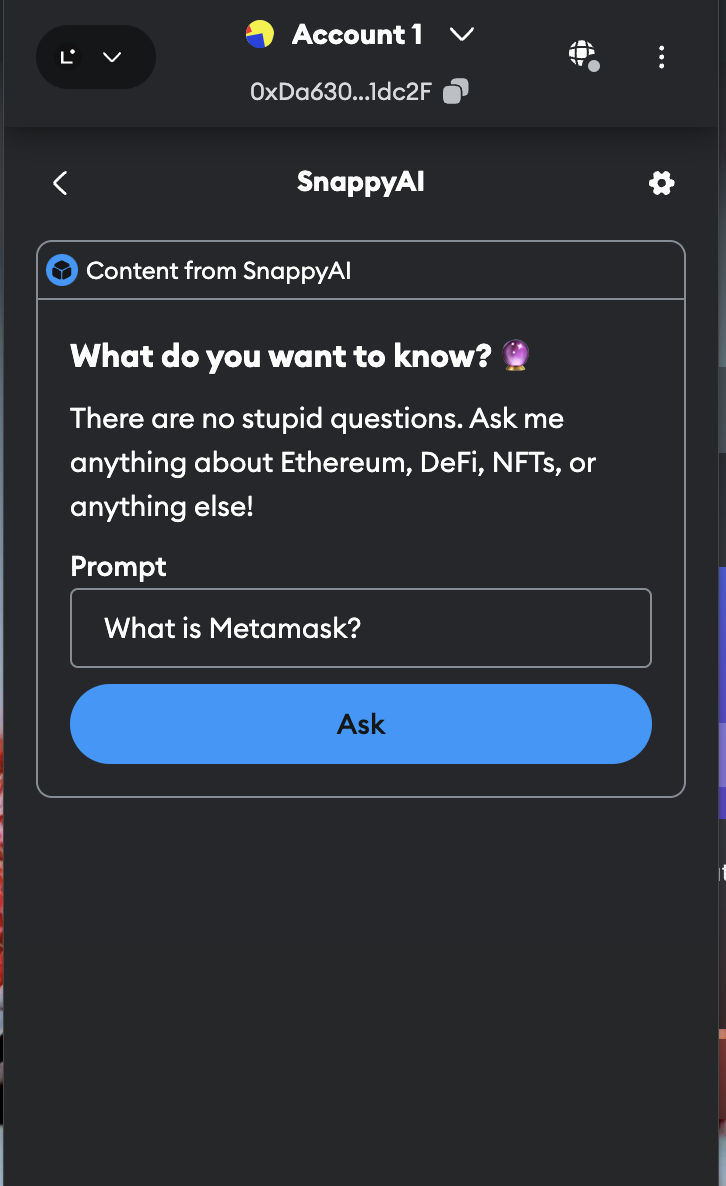 Account 1
0xDa630...1dc2F
SnappyAI
Content from SnappyAI
What do you want to know? 🔮
There are no stupid questions. Ask me
anything about Ethereum, DeFi, NFTs, or
anything else!
Prompt
What is Metamask?
Ask